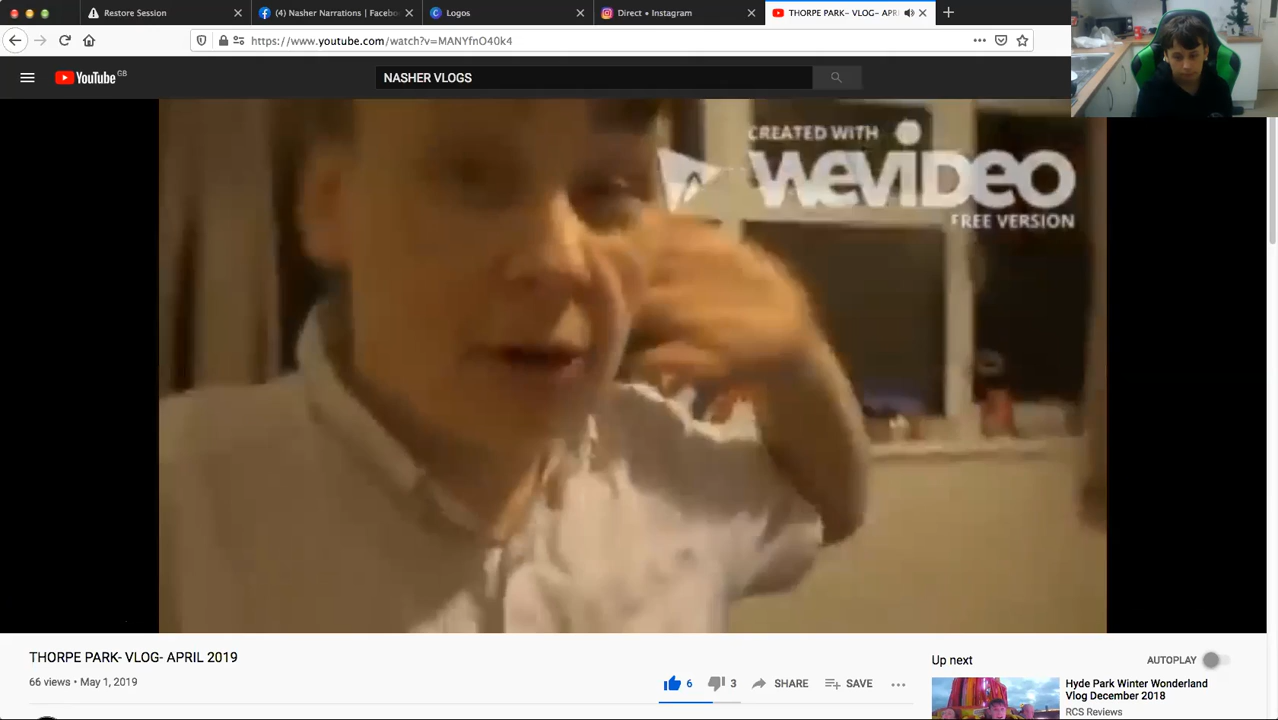 Restore Session
(4) Nasher Narrations | Facebo
Logos
Direct • Instagram
THORPE PARK- VLOG- APRI
https://www.youtube.com/watch?v=MANYfnO40k4
YouTube GB
NASHER VLOGS
CREATED WITH
WEVIDEO
FREE VERSION
THORPE PARK- VLOG- APRIL 2019
66 views • May 1, 2019
6
3
SHARE
SAVE
Up next
AUTOPLAY
Hyde Park Winter Wonderland
Vlog December 2018
RCS Reviews